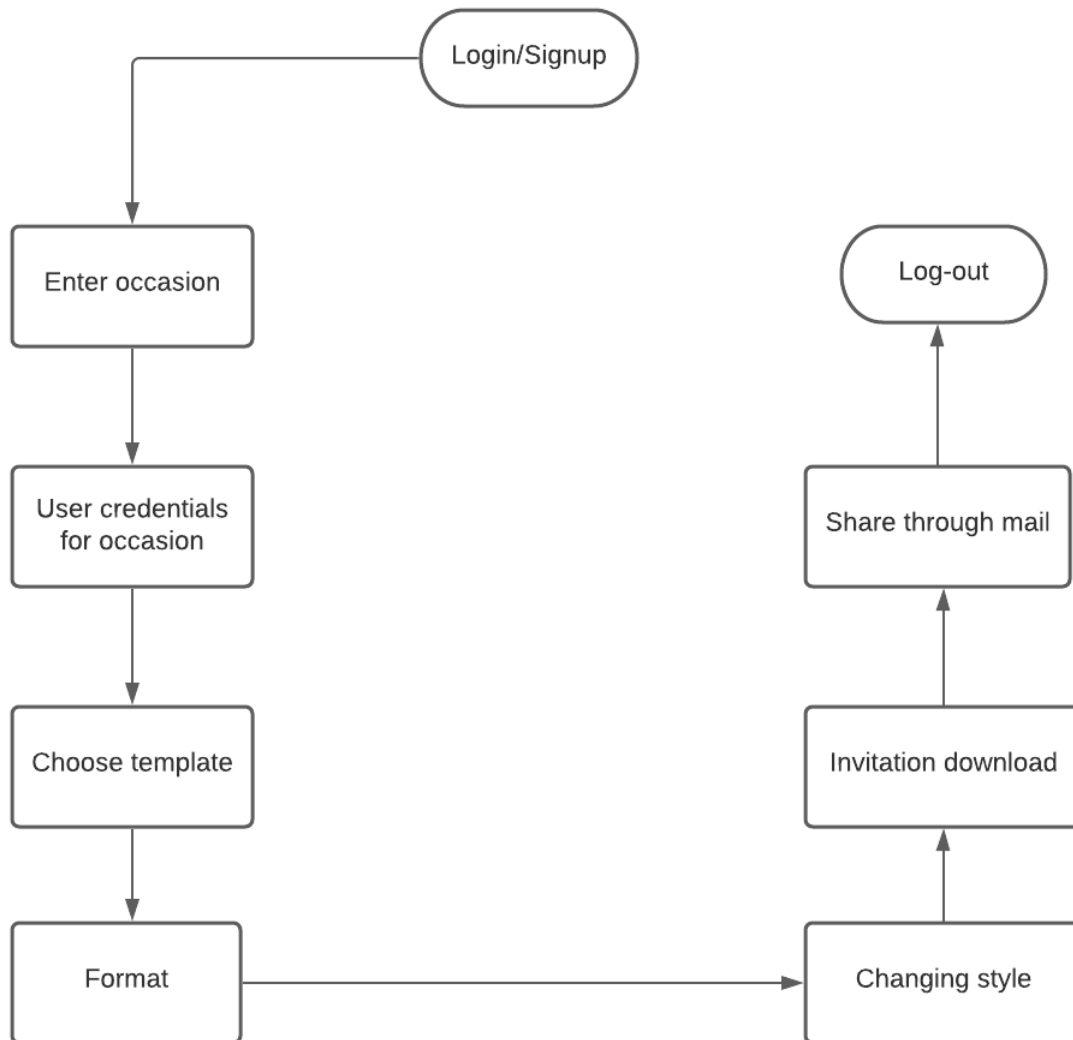 Login/Signup
Enter occasion
User credentials
for occasion
Choose template
Format
Changing style
Invitation download
Share through mail
Log-out